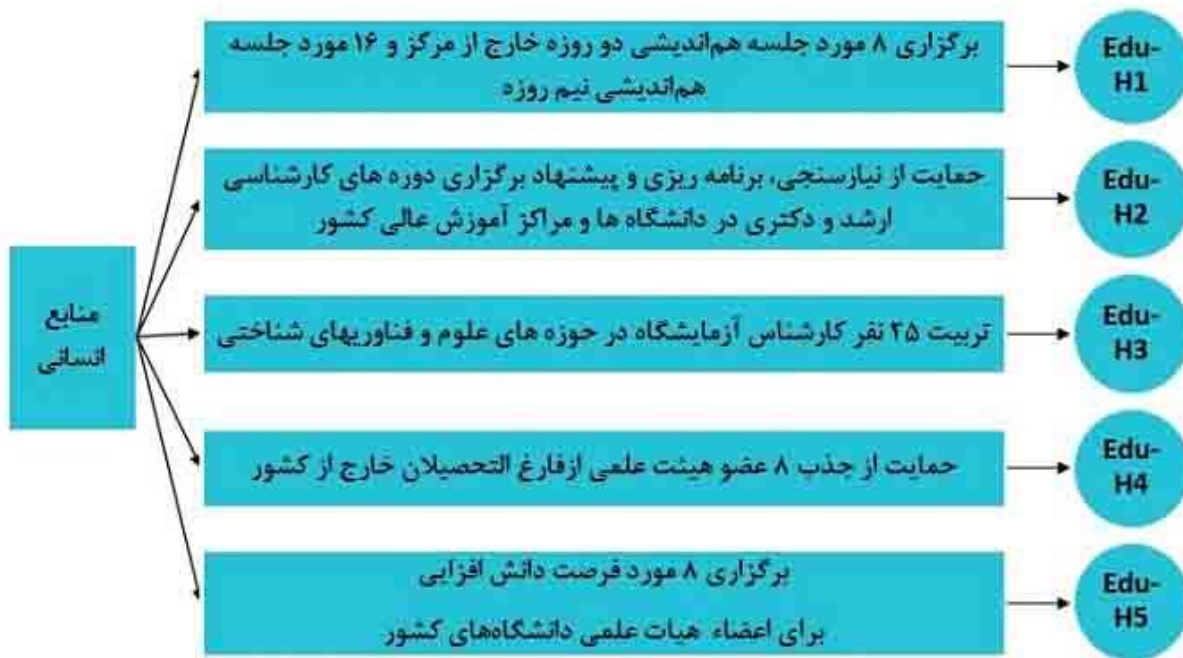 منابع
انسانی
برگزاری ۸ مورد جلسه هم‌اندیشی دو روزه خارج از مرکز و ۱۶ مورد جلسه
هم‌اندیشی نیم روزه
Edu-
H1
حمایت از نیازسنجی، برنامه ریزی و پیشنهاد برگزاری دوره های کارشناسی
ارشد و دکتری در دانشگاه ها و مراکز آموزش عالی کشور
Edu-
H2
تربیت ۲۵ نفر کارشناس آزمایشگاه در حوزه های علوم و فناوریهای شناختی
Edu-
H3
حمایت از جذب ۸ عضو هیئت علمی ازفارغ التحصیلان خارج از کشور
Edu-
H4
برگزاری ۸ مورد فرصت دانش افزایی
برای اعضاء هیات علمی دانشگاه‌های کشور
Edu-
H5